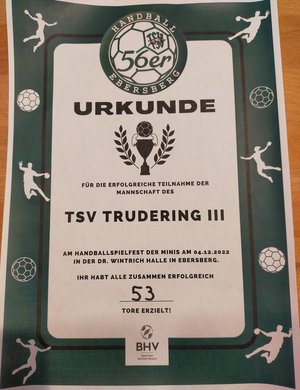 HANDBALL
56er
EBERSBERG
URKUNDE
FÜR DIE ERFOLGREICHE TEILNAHME DER
MANNSCHAFT DES
TSV TRUDERING III
AM HANDBALLSPIELFEST DER MINIS AM 04.12.2022
IN DER DR. WINTRICH HALLE IN EBERSBERG.
IHR HABT ALLE ZUSAMMEN ERFOLGREICH
53
TORE ERZIELT!
BHV